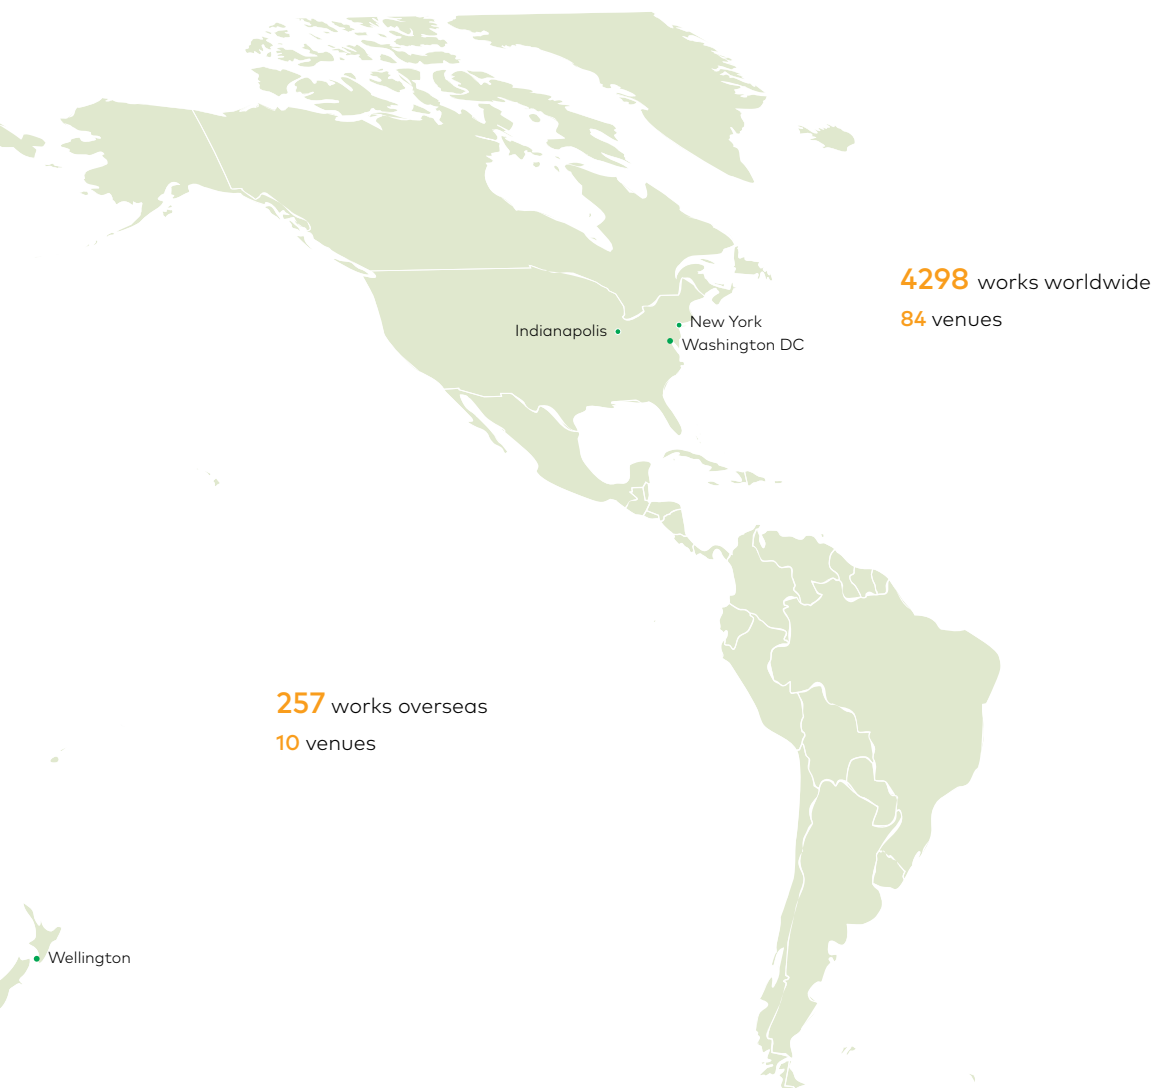 4298 works worldwide
84 venues
New York
Indianapolis
Washington DC
257 works overseas
10 venues
Wellington